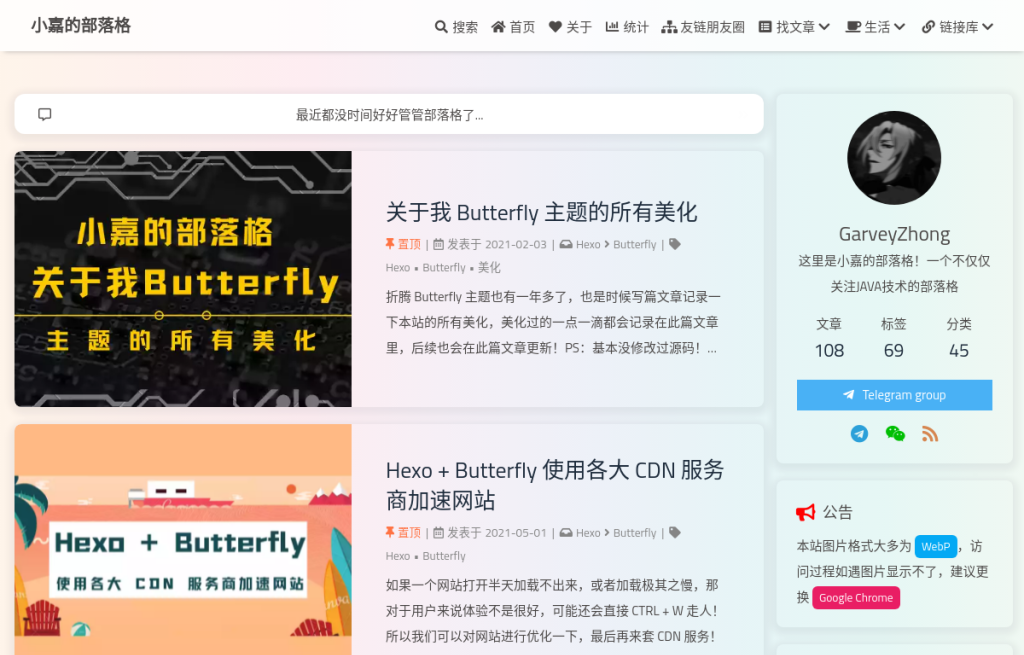 小嘉的部落格
搜索 首页 关于 统计 友链朋友圈 找文章 生活 链接库
最近都没时间好好管管部落格了...
小嘉的部落格
关于我Butterfly
主题的所有美化
关于我 Butterfly 主题的所有美化
置顶 | 发表于 2021-02-03 | Hexo > Butterfly |
Hexo • Butterfly • 美化
折腾 Butterfly 主题也有一年多了，也是时候写篇文章记录一
下本站的所有美化，美化过的一点一滴都会记录在此篇文章
里，后续也会在此篇文章更新！PS：基本没修改过源码！...
Hexo + Butterfly
使用各大 CDN 服务商加速网站
Hexo + Butterfly 使用各大 CDN 服务
商加速网站
置顶 | 发表于 2021-05-01 | Hexo > Butterfly |
Hexo • Butterfly
如果一个网站打开半天加载不出来，或者加载极其之慢，那
对于用户来说体验不是很好，可能还会直接 CTRL + W 走人！
所以我们可以对网站进行优化一下，最后再来套 CDN 服务！
GarveyZhong
这里是小嘉的部落格！一个不仅仅
关注JAVA技术的部落格
文章 标签 分类
108 69 45
Telegram group
公告
本站图片格式大多为 WebP ，访
问过程如遇图片显示不了，建议更
换 Google Chrome